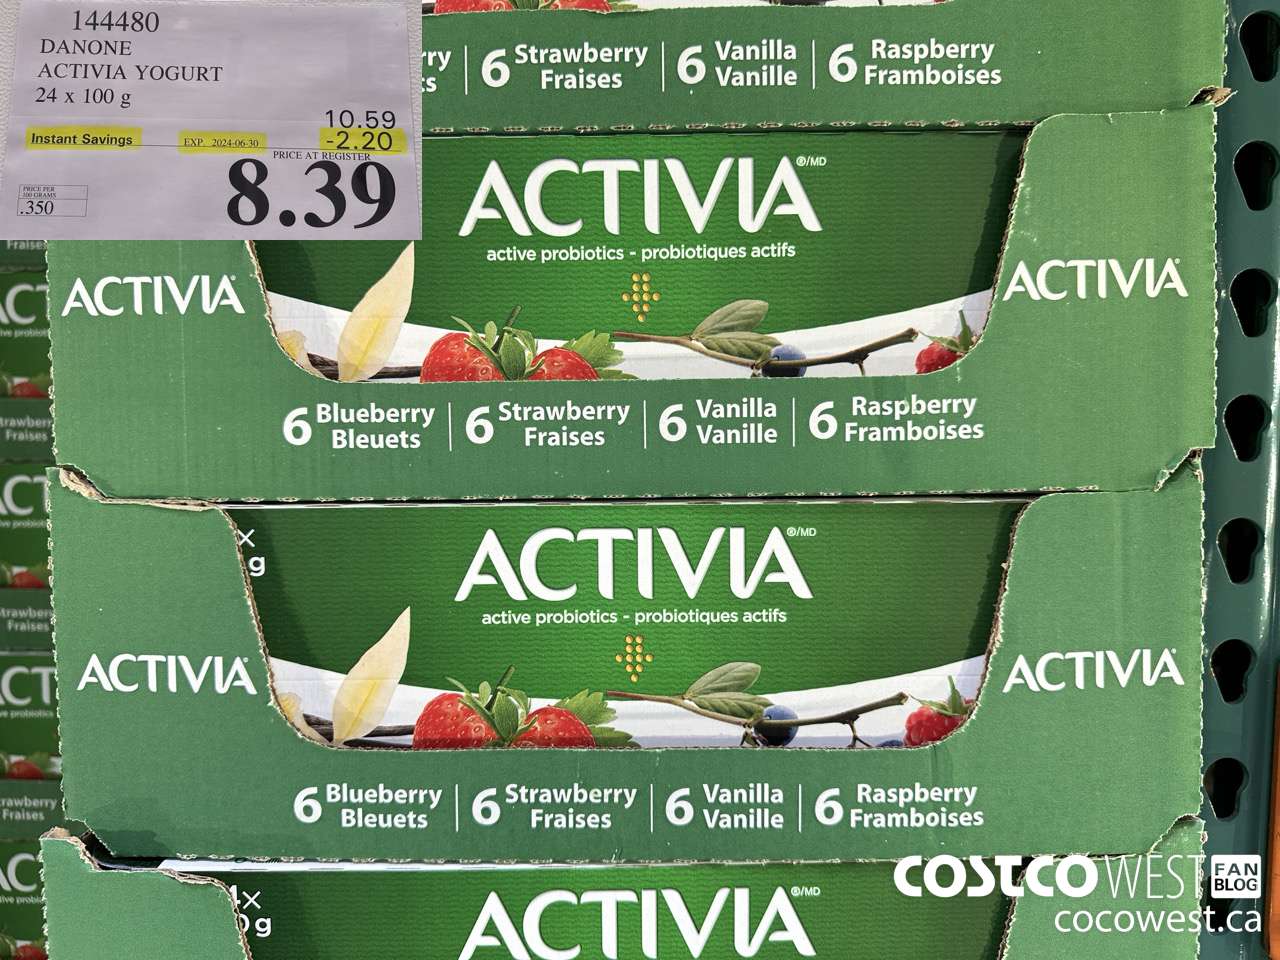 144480
DANONE
ACTIVIA YOGURT
24 x 100 g
10.59
Instant Savings EXP. 2024-06-30 -2.20
PRICE AT REGISTER
8.39
PRICE PER
100 GRAMS
.350
6 Strawberry Fraises | 6 Vanilla Vanille | 6 Raspberry Framboises
ACTIVIA ®/MD
active probiotics - probiotiques actifs
ACTIVIA
ACTIVIA
6 Blueberry Bleuets | 6 Strawberry Fraises | 6 Vanilla Vanille | 6 Raspberry Framboises
ACTIVIA ®/MD
active probiotics - probiotiques actifs
ACTIVIA
ACTIVIA
6 Blueberry Bleuets | 6 Strawberry Fraises | 6 Vanilla Vanille | 6 Raspberry Framboises
ACTIVIA ®/MD
COSTCO WEST FAN BLOG
cocowest.ca